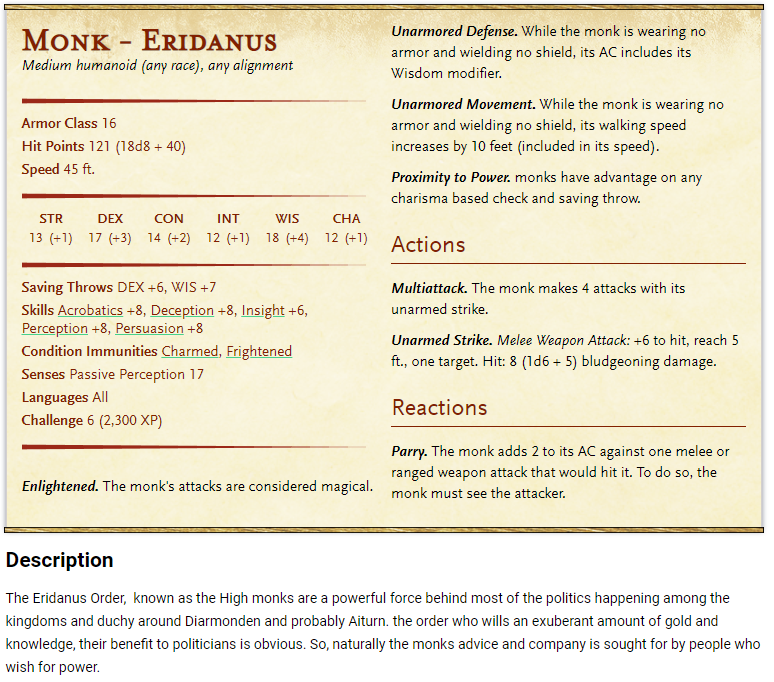 Monk - Eridanus
Medium humanoid (any race), any alignment
Armor Class 16
Hit Points 121 (18d8 + 40)
Speed 45 ft.
STR DEX CON INT WIS CHA
13 (+1) 17 (+3) 14 (+2) 12 (+1) 18 (+4) 12 (+1)
Saving Throws DEX +6, WIS +7
Skills Acrobatics +8, Deception +8, Insight +6,
Perception +8, Persuasion +8
Condition Immunities Charmed, Frightened
Senses Passive Perception 17
Languages All
Challenge 6 (2,300 XP)
Enlightened. The monk's attacks are considered magical.
Unarmored Defense. While the monk is wearing no
armor and wielding no shield, its AC includes its
Wisdom modifier.
Unarmored Movement. While the monk is wearing no
armor and wielding no shield, its walking speed
increases by 10 feet (included in its speed).
Proximity to Power. monks have advantage on any
charisma based check and saving throw.
Actions
Multiattack. The monk makes 4 attacks with its
unarmed strike.
Unarmed Strike. Melee Weapon Attack: +6 to hit, reach 5
ft., one target. Hit: 8 (1d6 + 5) bludgeoning damage.
Reactions
Parry. The monk adds 2 to its AC against one melee or
ranged weapon attack that would hit it. To do so, the
monk must see the attacker.
Description
The Eridanus Order,  known as the High monks are a powerful force behind most of the politics happening among the
kingdoms and duchy around Diarmonden and probably Aiturn. the order who wills an exuberant amount of gold and
knowledge, their benefit to politicians is obvious. So, naturally the monks advice and company is sought for by people who
wish for power.